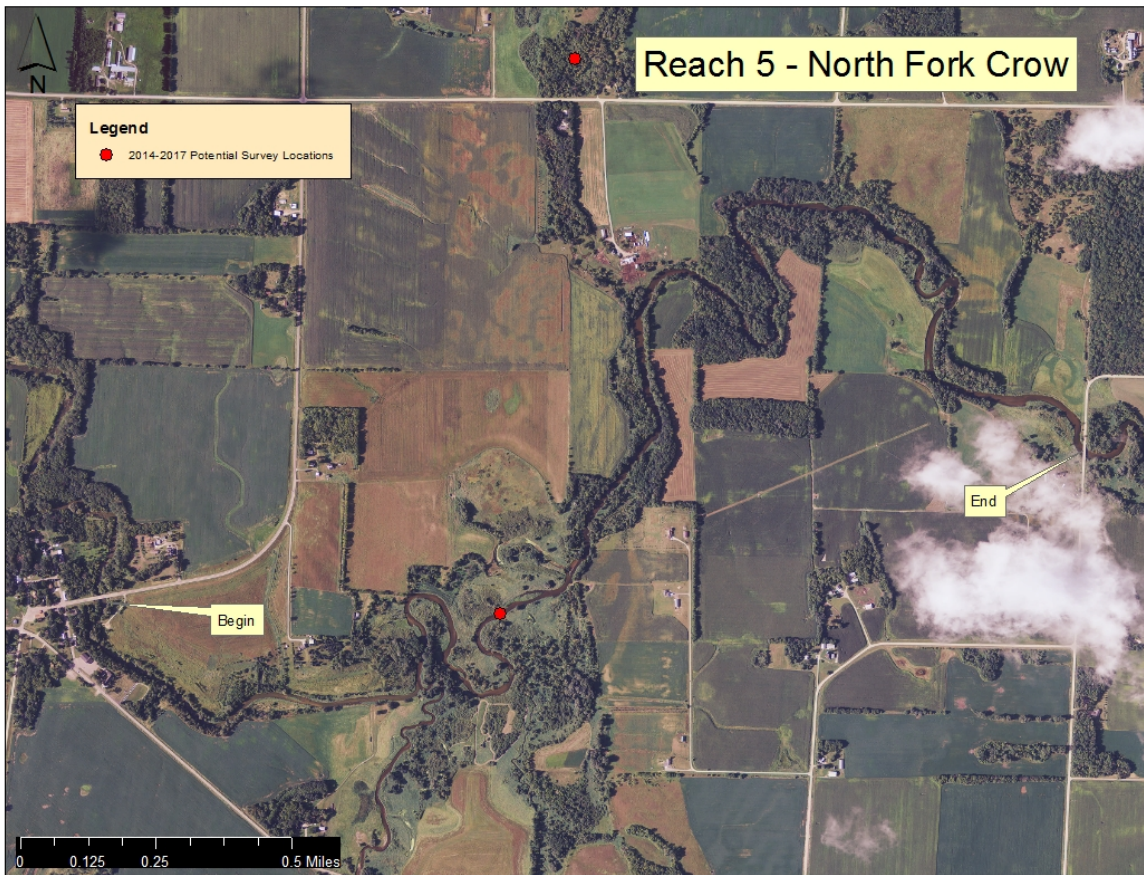 Reach 5 - North Fork Crow
N
Legend
2014-2017 Potential Survey Locations
End
Begin
0 0.125 0.25 0.5 Miles